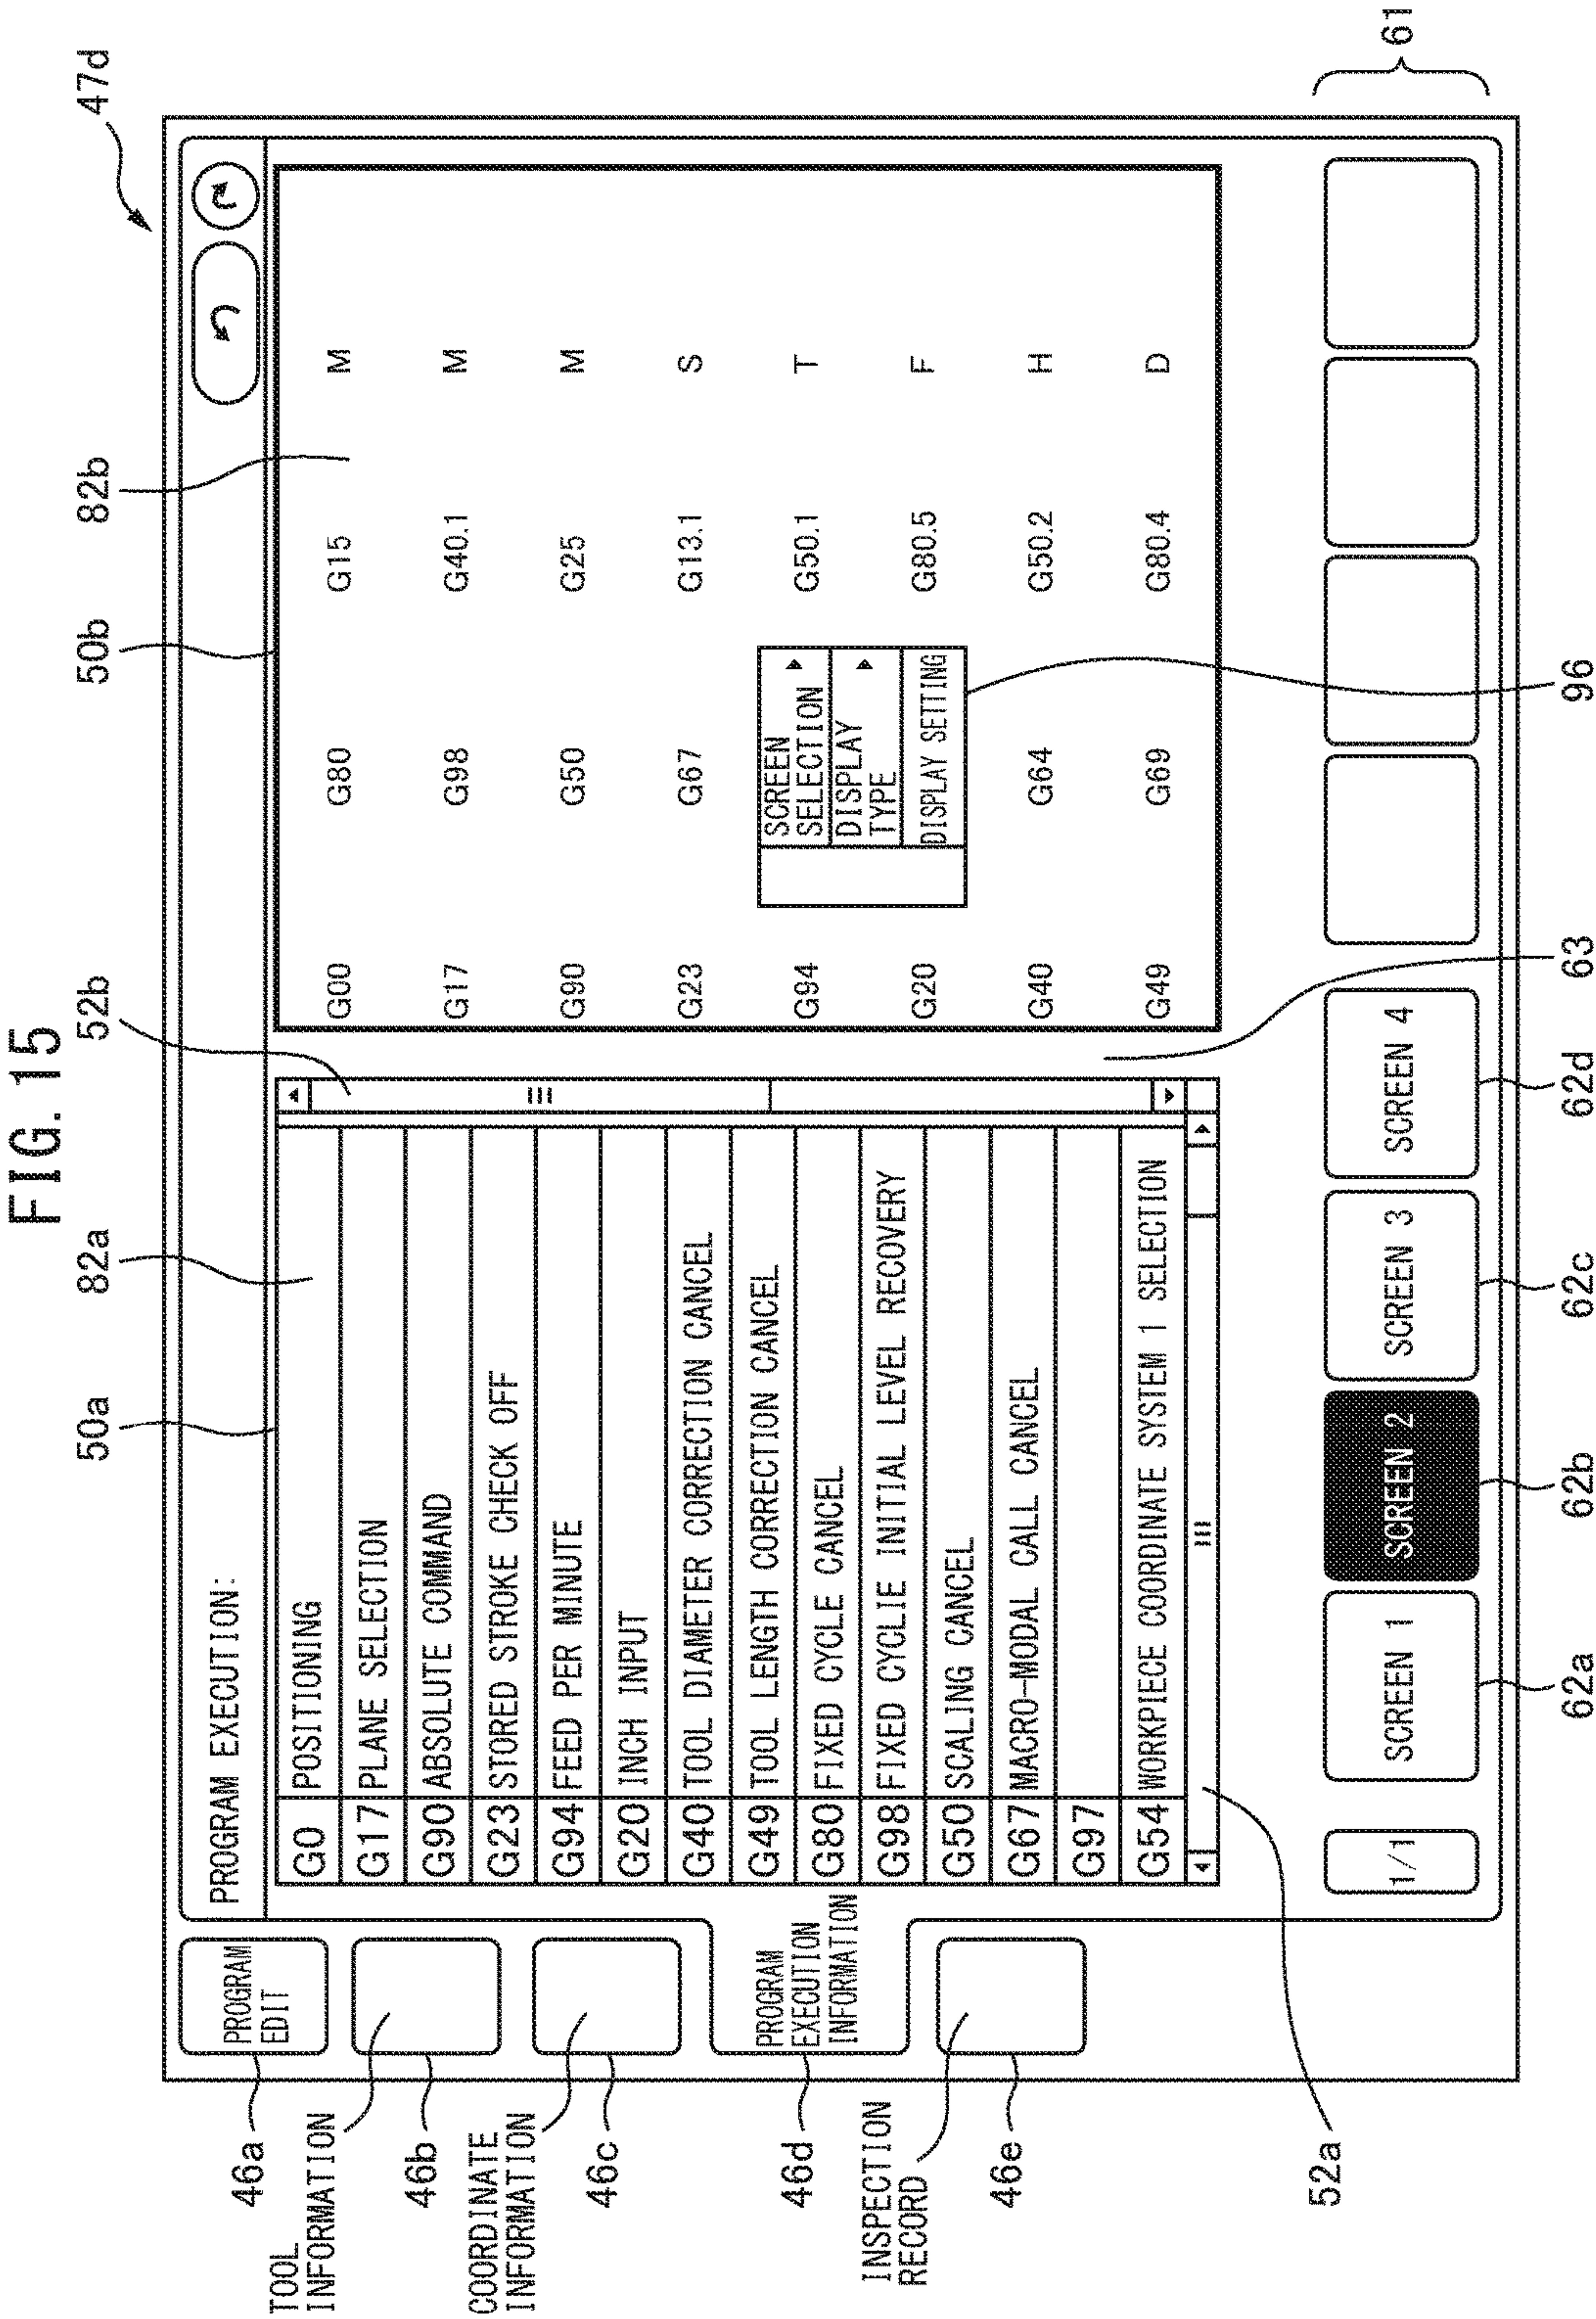 FIG. 15
47d
50a
82a
52b
50b
82b
46a
PROGRAM
EDIT
TOOL
INFORMATION
46b
COORDINATE
INFORMATION
46c
46d
PROGRAM
EXECUTION
INFORMATION
INSPECTION
RECORD
46e
52a
PROGRAM EXECUTION:
G0 POSITIONING
G17 PLANE SELECTION
G90 ABSOLUTE COMMAND
G23 STORED STROKE CHECK OFF
G94 FEED PER MINUTE
G20 INCH INPUT
G40 TOOL DIAMETER CORRECTION CANCEL
G49 TOOL LENGTH CORRECTION CANCEL
G80 FIXED CYCLE CANCEL
G98 FIXED CYCLIE INITIAL LEVEL RECOVERY
G50 SCALING CANCEL
G67 MACRO-MODAL CALL CANCEL
G97
G54 WORKPIECE COORDINATE SYSTEM 1 SELECTION
G00 G80 G15 M
G17 G98 G40.1 M
G90 G50 G25 M
G23 G67 G13.1 S
G94 G50.1 T
G20 G80.5 F
G40 G64 G50.2 H
G49 G69 G80.4 D
SCREEN
SELECTION
DISPLAY
TYPE
DISPLAY SETTING
1/1
SCREEN 1
SCREEN 2
SCREEN 3
SCREEN 4
61
62a
62b
62c
62d
63
96